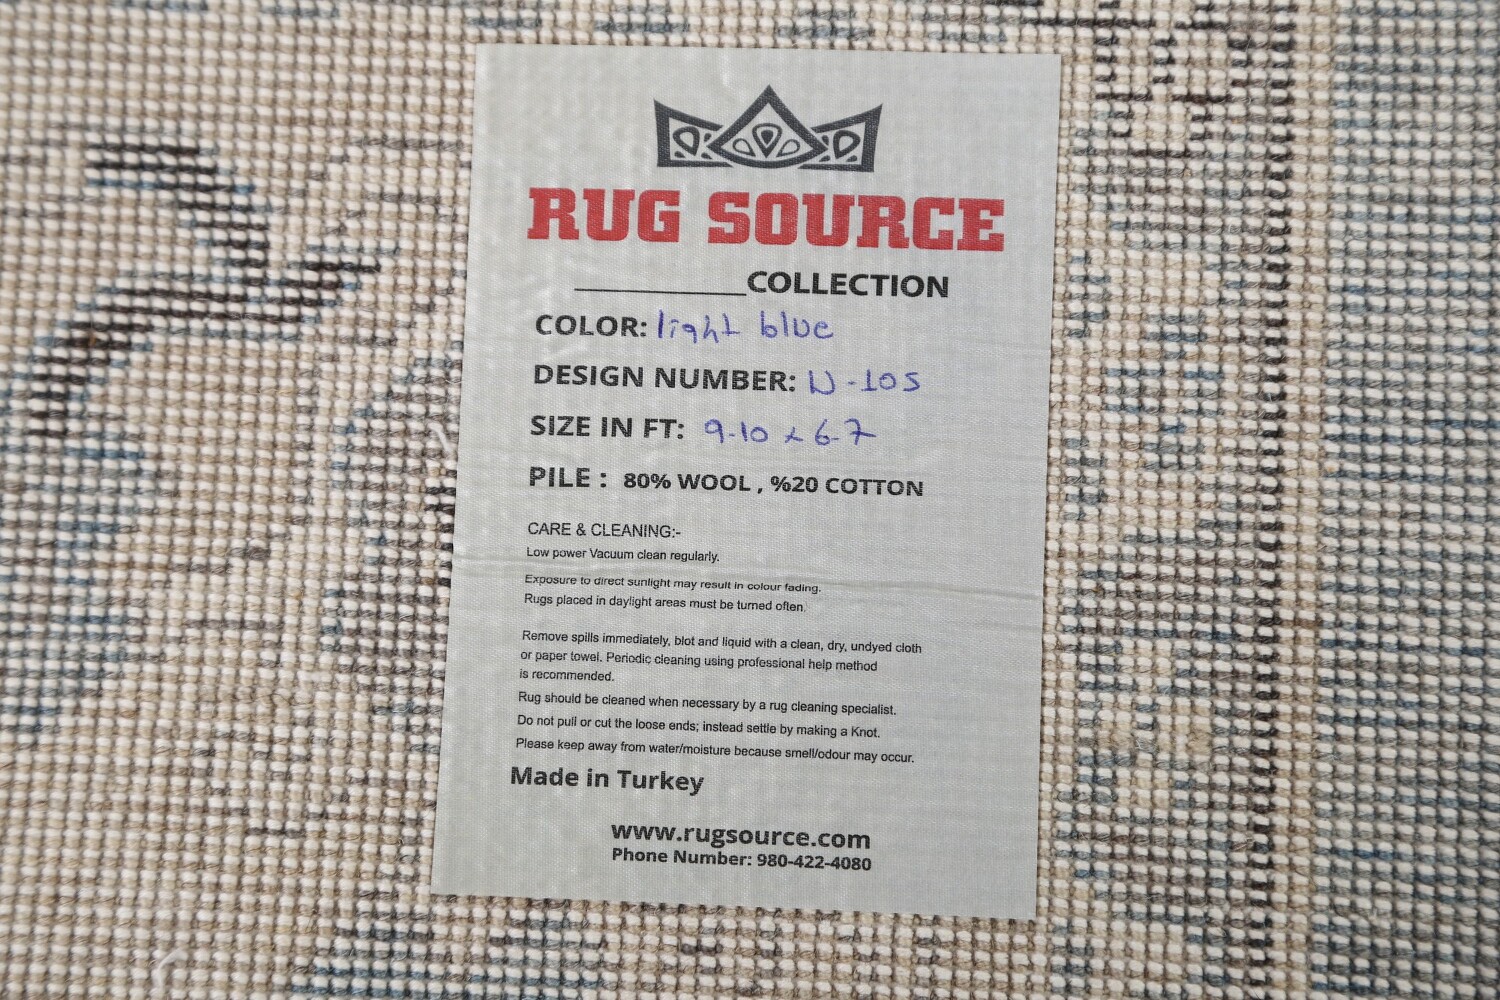 RUG SOURCE
__________COLLECTION
COLOR: light blue
DESIGN NUMBER: N-105
SIZE IN FT: 9-10 x 6-7
PILE : 80% WOOL , %20 COTTON
CARE & CLEANING:-
Low power Vacuum clean regularly.
Exposure to direct sunlight may result in colour fading.
Rugs placed in daylight areas must be turned often.
Remove spills immediately, blot and liquid with a clean, dry, undyed cloth
or paper towel. Periodic cleaning using professional help method
is recommended.
Rug should be cleaned when necessary by a rug cleaning specialist.
Do not pull or cut the loose ends; instead settle by making a Knot.
Please keep away from water/moisture because smell/odour may occur.
Made in Turkey
www.rugsource.com
Phone Number: 980-422-4080